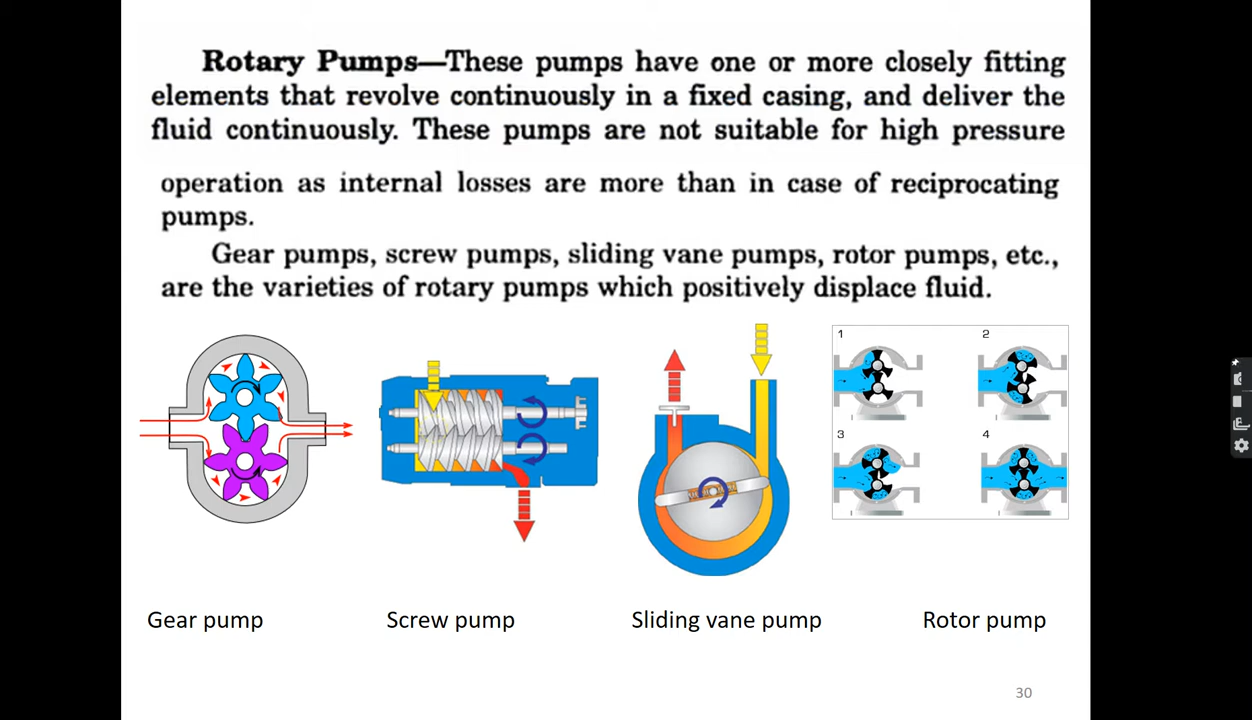 Rotary Pumps—These pumps have one or more closely fitting
elements that revolve continuously in a fixed casing, and deliver the
fluid continuously. These pumps are not suitable for high pressure
operation as internal losses are more than in case of reciprocating
pumps.
Gear pumps, screw pumps, sliding vane pumps, rotor pumps, etc.,
are the varieties of rotary pumps which positively displace fluid.
1
2
3
4
Gear pump
Screw pump
Sliding vane pump
Rotor pump
30